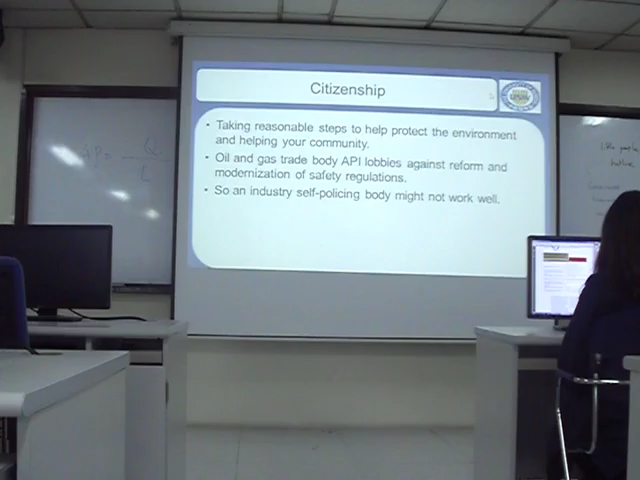 Citizenship
• Taking reasonable steps to help protect the environment
and helping your community.
• Oil and gas trade body API lobbies against reform and
modernization of safety regulations.
• So an industry self-policing body might not work well.
AP = Q
L